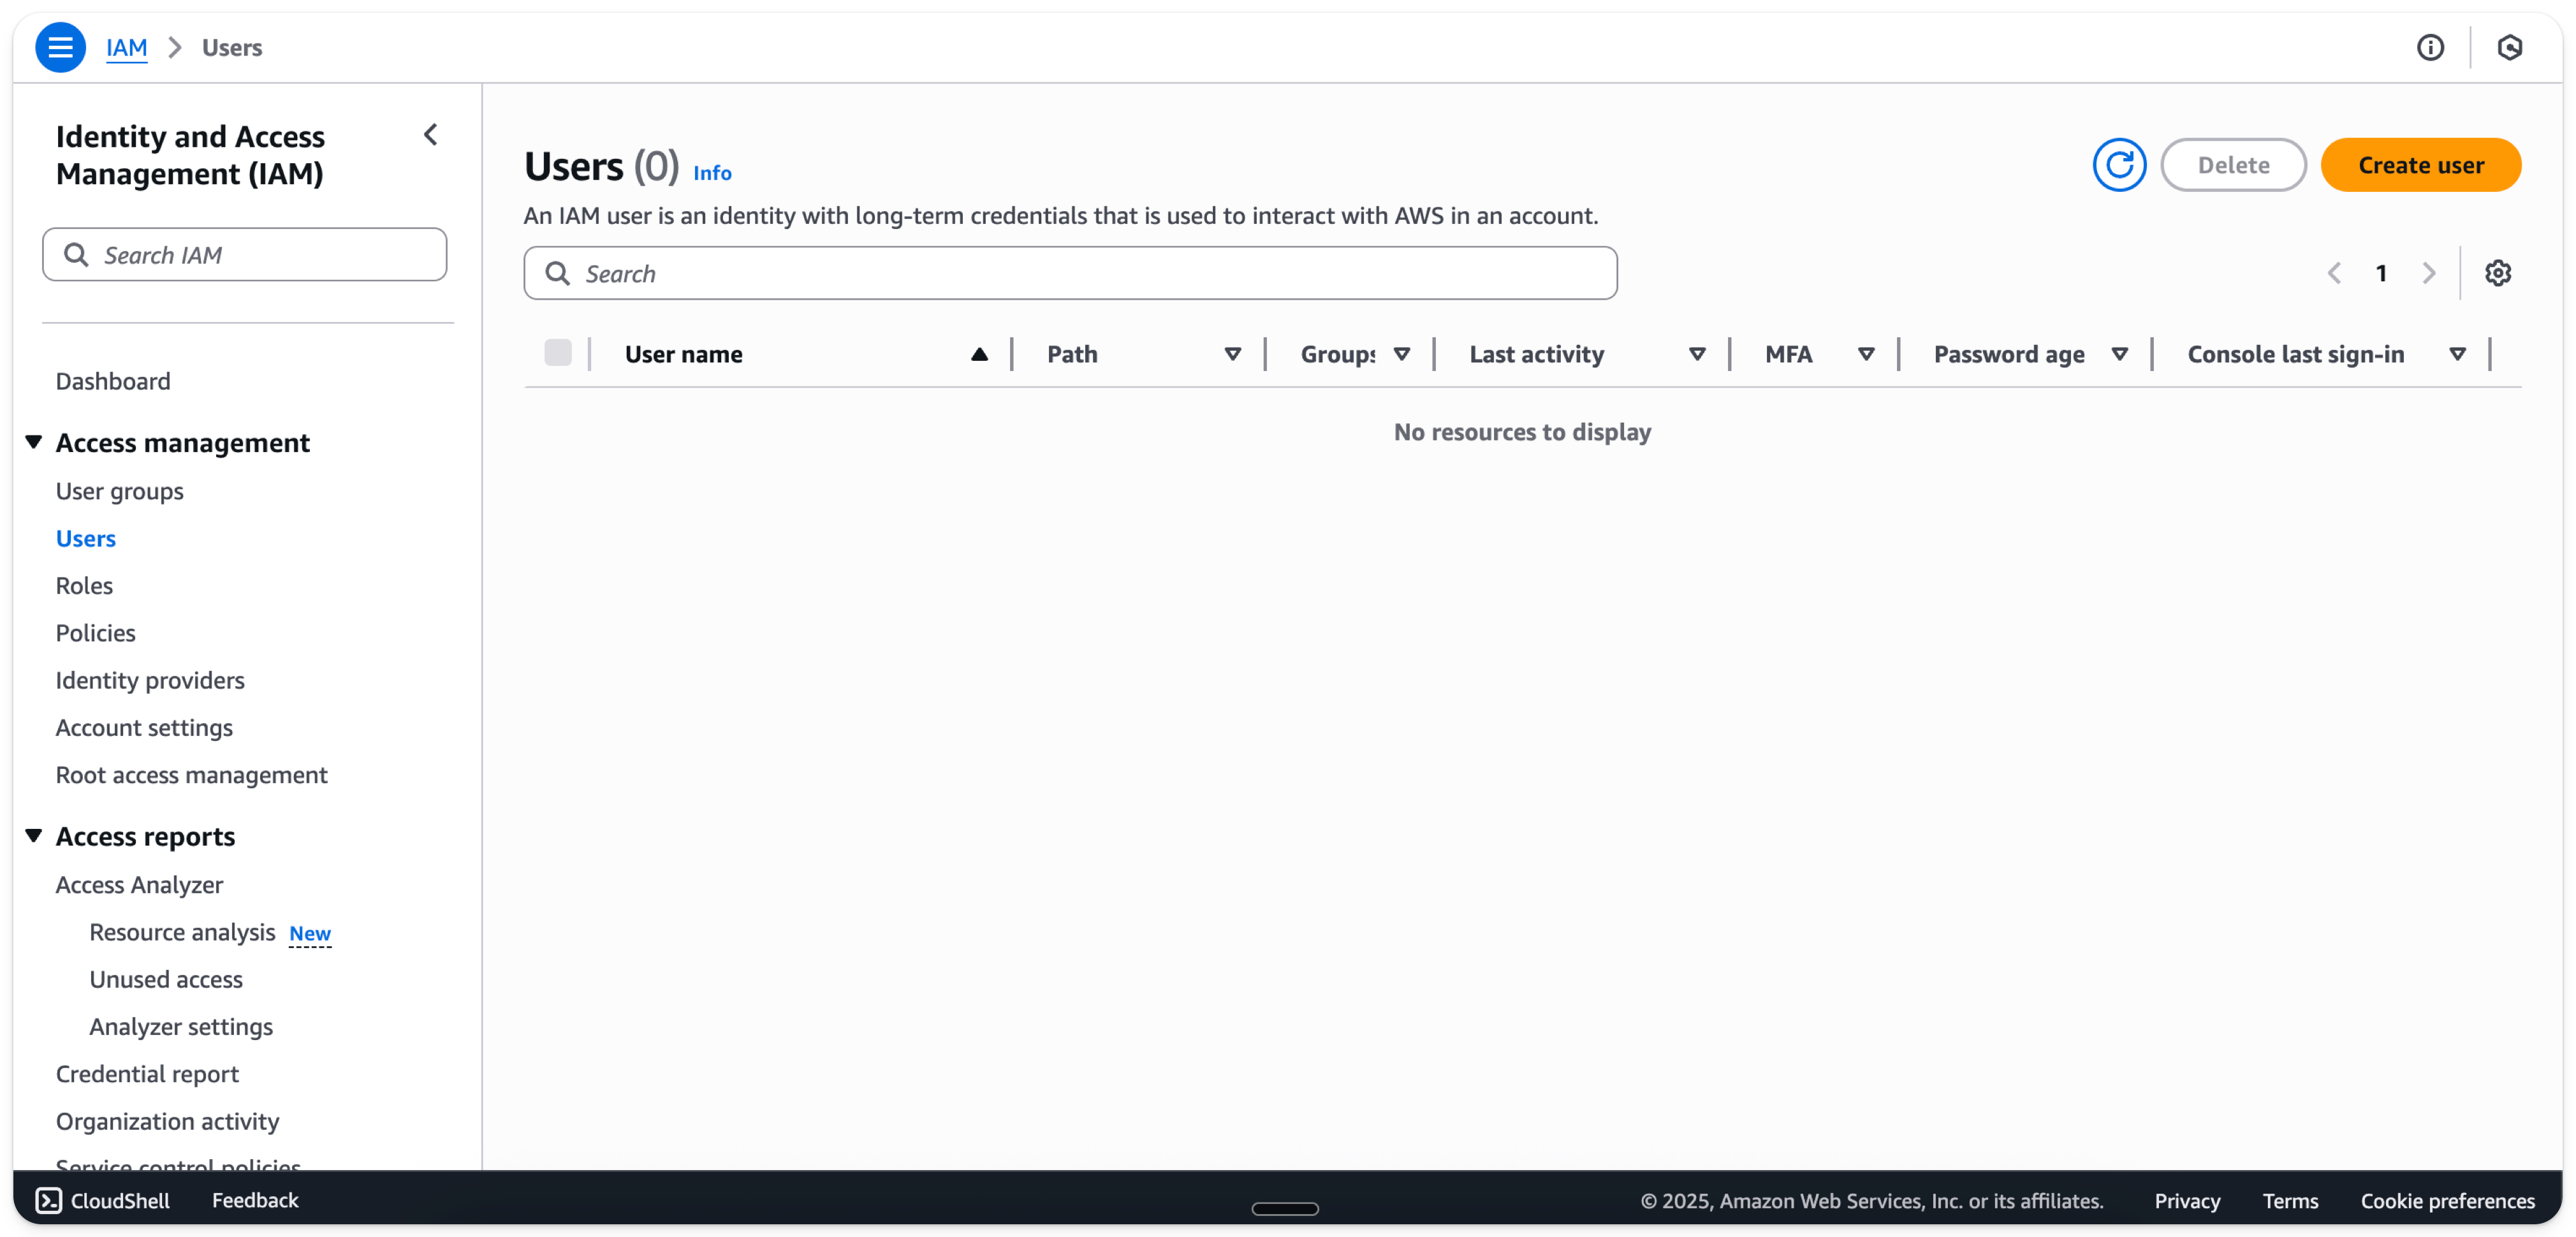 IAM > Users
Identity and Access
Management (IAM)
Search IAM
Dashboard
Access management
User groups
Users
Roles
Policies
Identity providers
Account settings
Root access management
Access reports
Access Analyzer
Resource analysis New
Unused access
Analyzer settings
Credential report
Organization activity
Service control policies
Users (0) Info
Delete
Create user
An IAM user is an identity with long-term credentials that is used to interact with AWS in an account.
Search
1
User name Path Groups Last activity MFA Password age Console last sign-in
No resources to display
CloudShell Feedback © 2025, Amazon Web Services, Inc. or its affiliates. Privacy Terms Cookie preferences